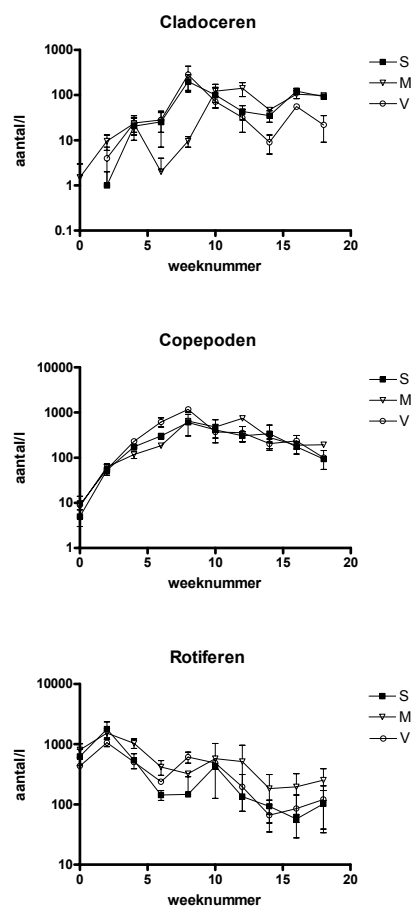 Cladoceren
1000
100
10
1
0.1
0 5 10 15 20
aantal/l
weeknummer
S
M
V
Copepoden
10000
1000
100
10
1
0 5 10 15 20
aantal/l
weeknummer
S
M
V
Rotiferen
10000
1000
100
10
0 5 10 15 20
aantal/l
weeknummer
S
M
V